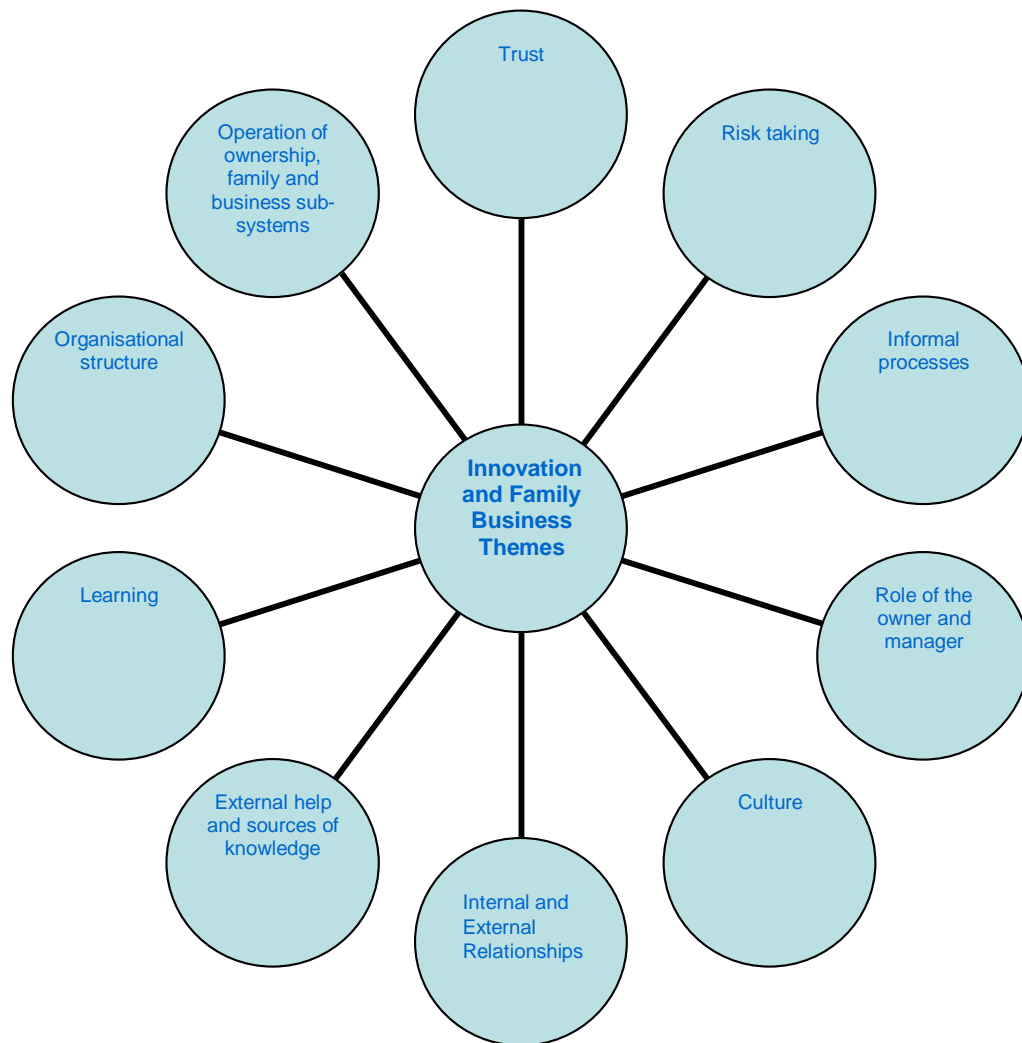 Trust
Risk taking
Informal
processes
Role of the
owner and
manager
Culture
Internal and
External
Relationships
External help
and sources of
knowledge
Learning
Organisational
structure
Operation of
ownership,
family and
business sub-
systems
Innovation
and Family
Business
Themes